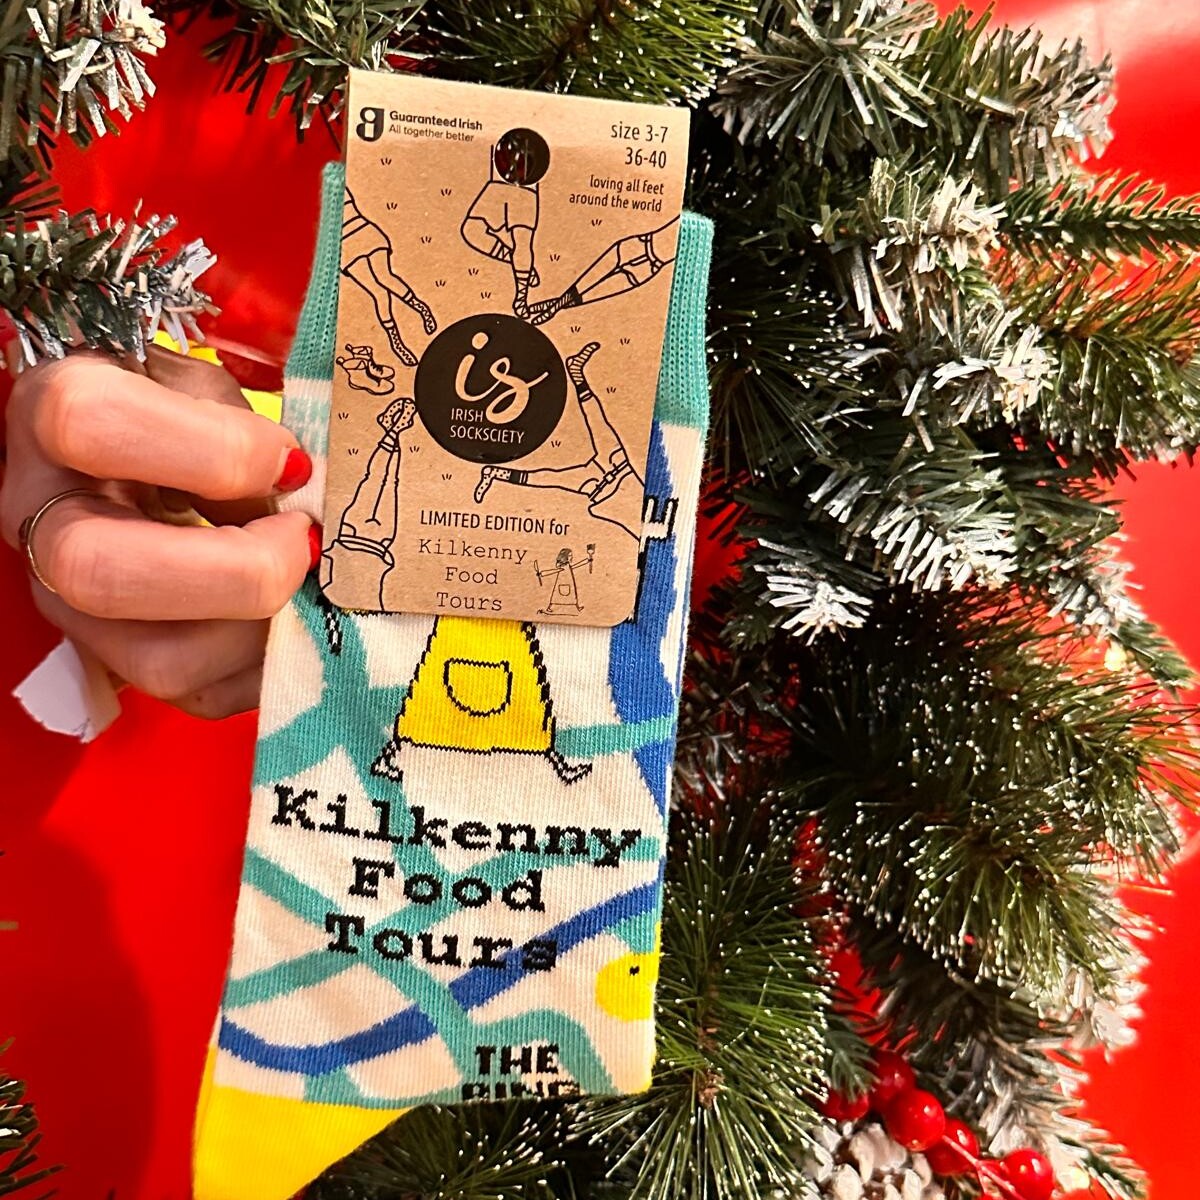 Guaranteed Irish
All together better
size 3-7
36-40
loving all feet
around the world
is
IRISH
SOCKSCIETY
LIMITED EDITION for
Kilkenny
Food
Tours
Kilkenny
Food
Tours
THE